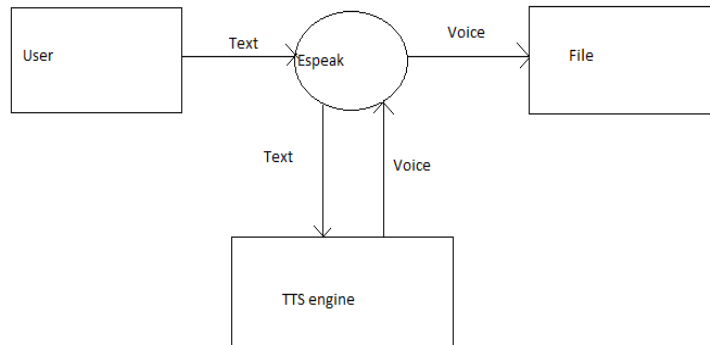 User
Text
Espeak
Voice
File
Text
Voice
TTS engine